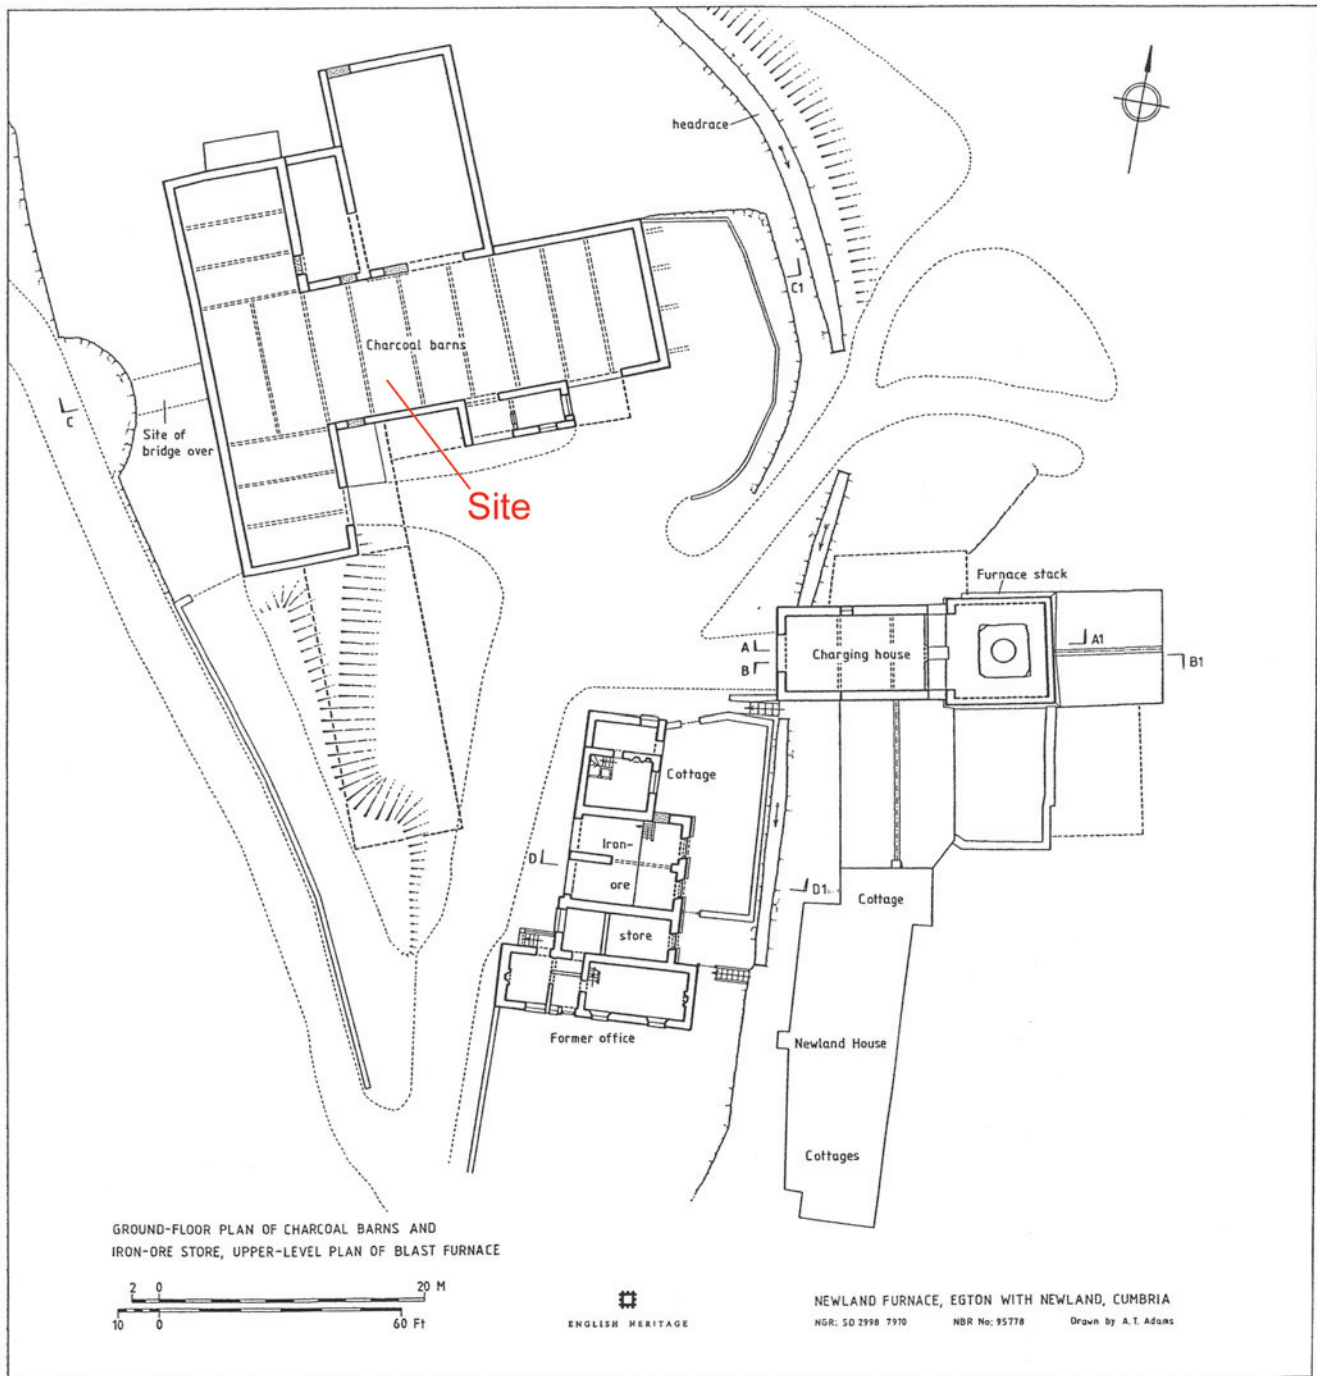 headrace
C1
Charcoal barns
C
Site of
bridge over
Site
Furnace stack
A
A1
B
Charging house
B1
Cottage
Iron-
D
ore
D1
Cottage
store
Former office
Newland House
Cottages
GROUND-FLOOR PLAN OF CHARCOAL BARNS AND
IRON-ORE STORE, UPPER-LEVEL PLAN OF BLAST FURNACE
2 0 20 M
10 0 60 Ft
ENGLISH HERITAGE
NEWLAND FURNACE, EGTON WITH NEWLAND, CUMBRIA
NGR: SD 2998 7970 NBR No: 95778 Drawn by A.T. Adams